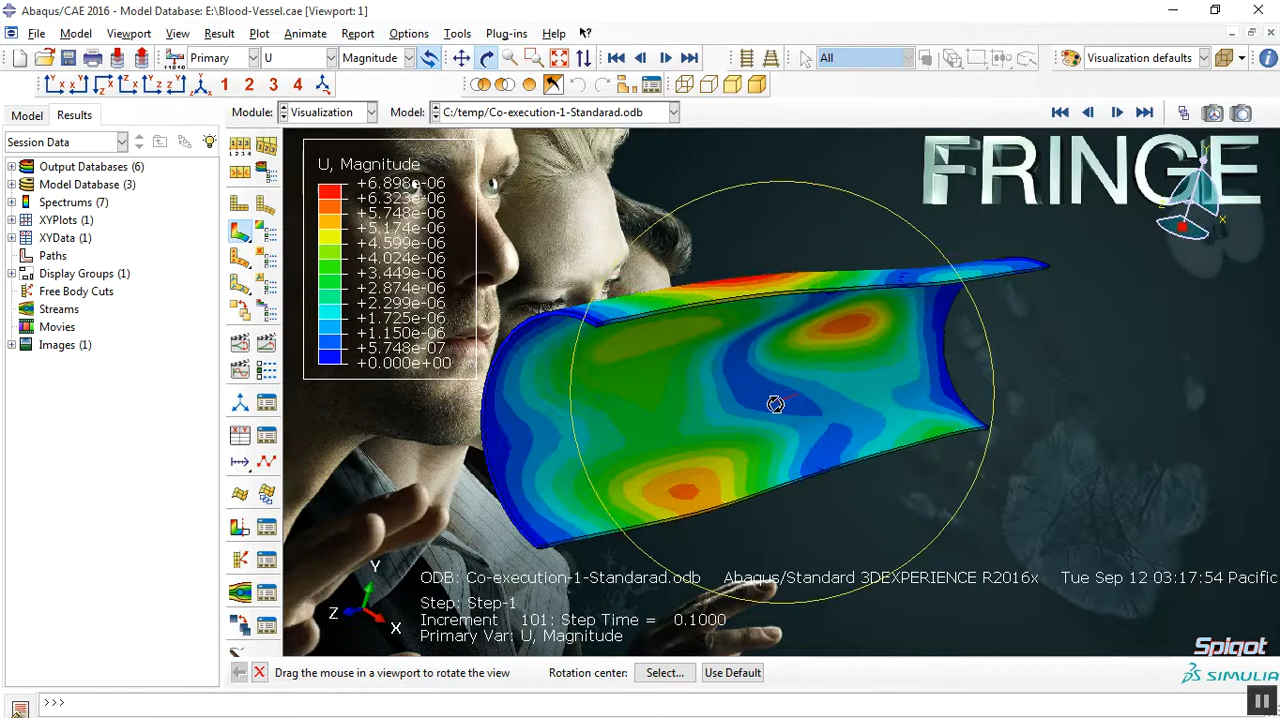 Abaqus/CAE 2016 - Model Database: E:\Blood-Vessel.cae [Viewport: 1]
File Model Viewport View Result Plot Animate Report Options Tools Plug-ins Help
Primary U Magnitude All Visualization defaults
1 2 3 4
Model Results Module: Visualization Model: C:/temp/Co-execution-1-Standarad.odb
Session Data
Output Databases (6)
Model Database (3)
Spectrums (7)
XYPlots (1)
XYData (1)
Paths
Display Groups (1)
Free Body Cuts
Streams
Movies
Images (1)
FRINGE
U, Magnitude
+6.898e-06
+6.323e-06
+5.748e-06
+5.174e-06
+4.599e-06
+4.024e-06
+3.449e-06
+2.874e-06
+2.299e-06
+1.725e-06
+1.150e-06
+5.748e-07
+0.000e+00
Y
X
Y
Z
X
ODB: Co-execution-1-standarad.odb Abaqus/Standard 3DEXPERIENCE R2016 03:17:54 Pacific
Step: Step-1
Increment 101: Step Time = 0.1000
Primary Var: U, Magnitude
Spigot
SIMULIA
Drag the mouse in a viewport to rotate the view Rotation center: Select... Use Default
>>>